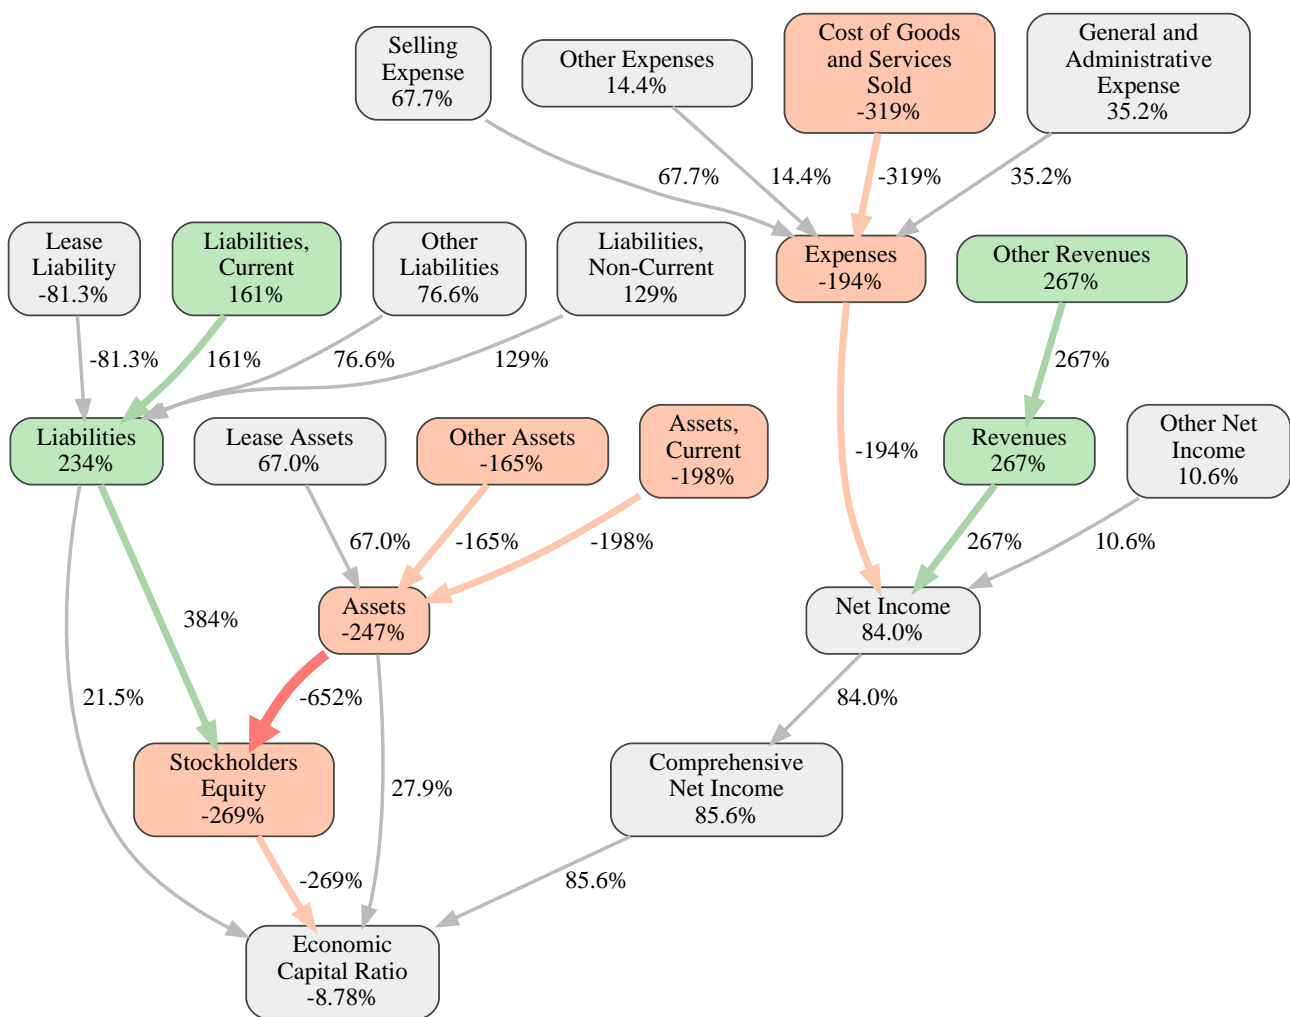 Selling
Expense
67.7%
Other Expenses
14.4%
Cost of Goods
and Services
Sold
-319%
General and
Administrative
Expense
35.2%
67.7%
14.4%
-319%
35.2%
Lease
Liability
-81.3%
Liabilities,
Current
161%
Other
Liabilities
76.6%
Liabilities,
Non-Current
129%
Expenses
-194%
Other Revenues
267%
-81.3%
161%
76.6%
129%
267%
Liabilities
234%
Lease Assets
67.0%
Other Assets
-165%
Assets,
Current
-198%
-194%
Revenues
267%
Other Net
Income
10.6%
67.0%
-165%
-198%
267%
10.6%
Assets
-247%
Net Income
84.0%
384%
21.5%
-652%
84.0%
Stockholders
Equity
-269%
27.9%
Comprehensive
Net Income
85.6%
-269%
85.6%
Economic
Capital Ratio
-8.78%